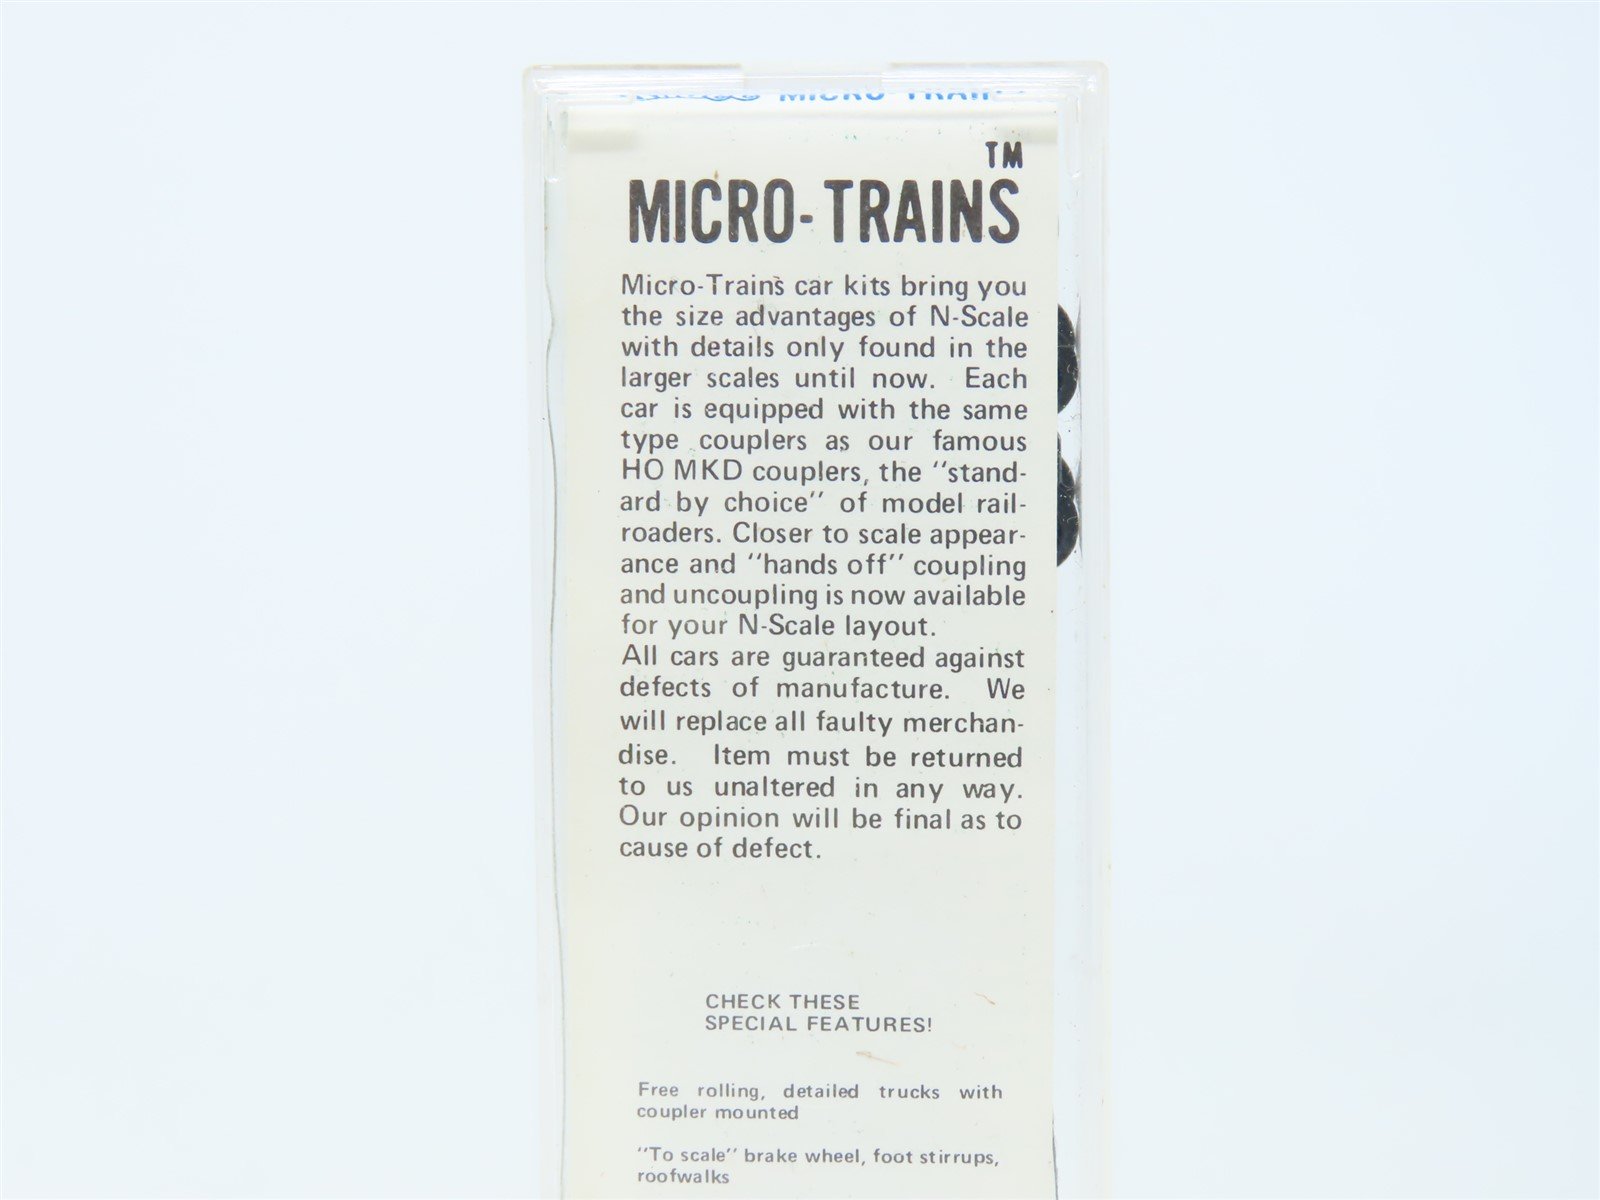 TM
MICRO-TRAINS
Micro-Trains car kits bring you
the size advantages of N-Scale
with details only found in the
larger scales until now. Each
car is equipped with the same
type couplers as our famous
HO MKD couplers, the "stand-
ard by choice" of model rail-
roaders. Closer to scale appear-
ance and "hands off" coupling
and uncoupling is now available
for your N-Scale layout.
All cars are guaranteed against
defects of manufacture. We
will replace all faulty merchan-
dise. Item must be returned
to us unaltered in any way.
Our opinion will be final as to
cause of defect.
CHECK THESE
SPECIAL FEATURES!
Free rolling, detailed trucks with
coupler mounted
"To scale" brake wheel, foot stirrups,
roofwalks